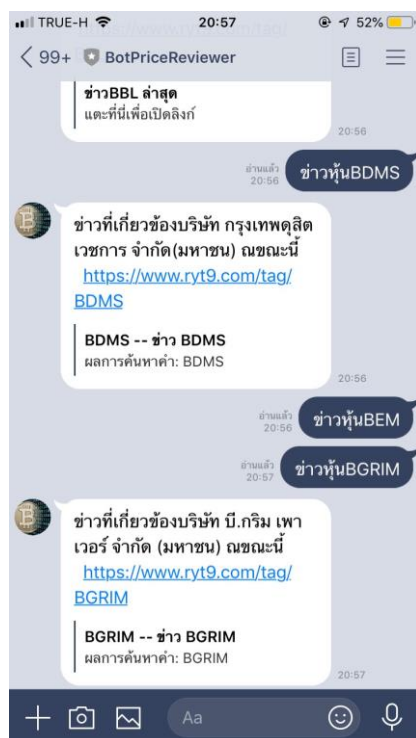 TRUE-H 20:57 52%
99+ BotPriceReviewer
ข่าวBBL ล่าสุด
แตะที่นี่เพื่อเปิดลิงก์
20:56
อ่านแล้ว
20:56
ข่าวหุ้นBDMS
ข่าวที่เกี่ยวข้องบริษัท กรุงเทพดุสิต
เวชการ จำกัด(มหาชน) ณขณะนี้
https://www.ryt9.com/tag/
BDMS
BDMS -- ข่าว BDMS
ผลการค้นหาคำ: BDMS
20:56
อ่านแล้ว
20:56
ข่าวหุ้นBEM
อ่านแล้ว
20:57
ข่าวหุ้นBGRIM
ข่าวที่เกี่ยวข้องบริษัท บี.กริม เพา
เวอร์ จำกัด (มหาชน) ณขณะนี้
https://www.ryt9.com/tag/
BGRIM
BGRIM -- ข่าว BGRIM
ผลการค้นหาคำ: BGRIM
20:57
Aa